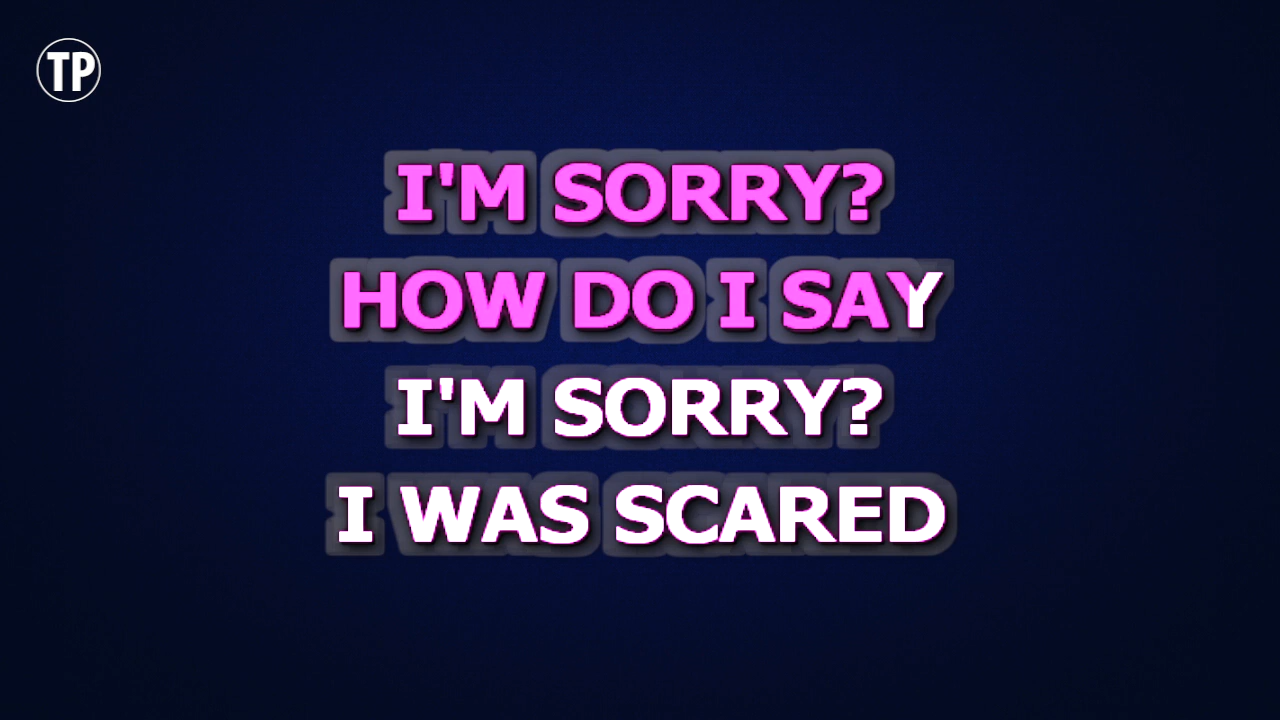 TP
I'M SORRY?
HOW DO I SAY
I'M SORRY?
I WAS SCARED